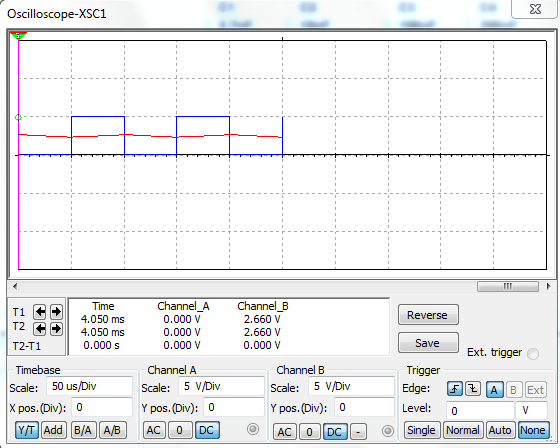 Oscilloscope-XSC1
T1
T2
T2-T1
Time Channel_A Channel_B
4.050 ms 0.000 V 2.660 V
4.050 ms 0.000 V 2.660 V
0.000 s 0.000 V 0.000 V
Reverse
Save
Ext. trigger
Timebase
Scale: 50 us/Div
X pos.(Div): 0
Y/T Add B/A A/B
Channel A
Scale: 5 V/Div
Y pos.(Div): 0
AC 0 DC
Channel B
Scale: 5 V/Div
Y pos.(Div): 0
AC 0 DC -
Trigger
Edge: A B Ext
Level: 0 V
Single Normal Auto None